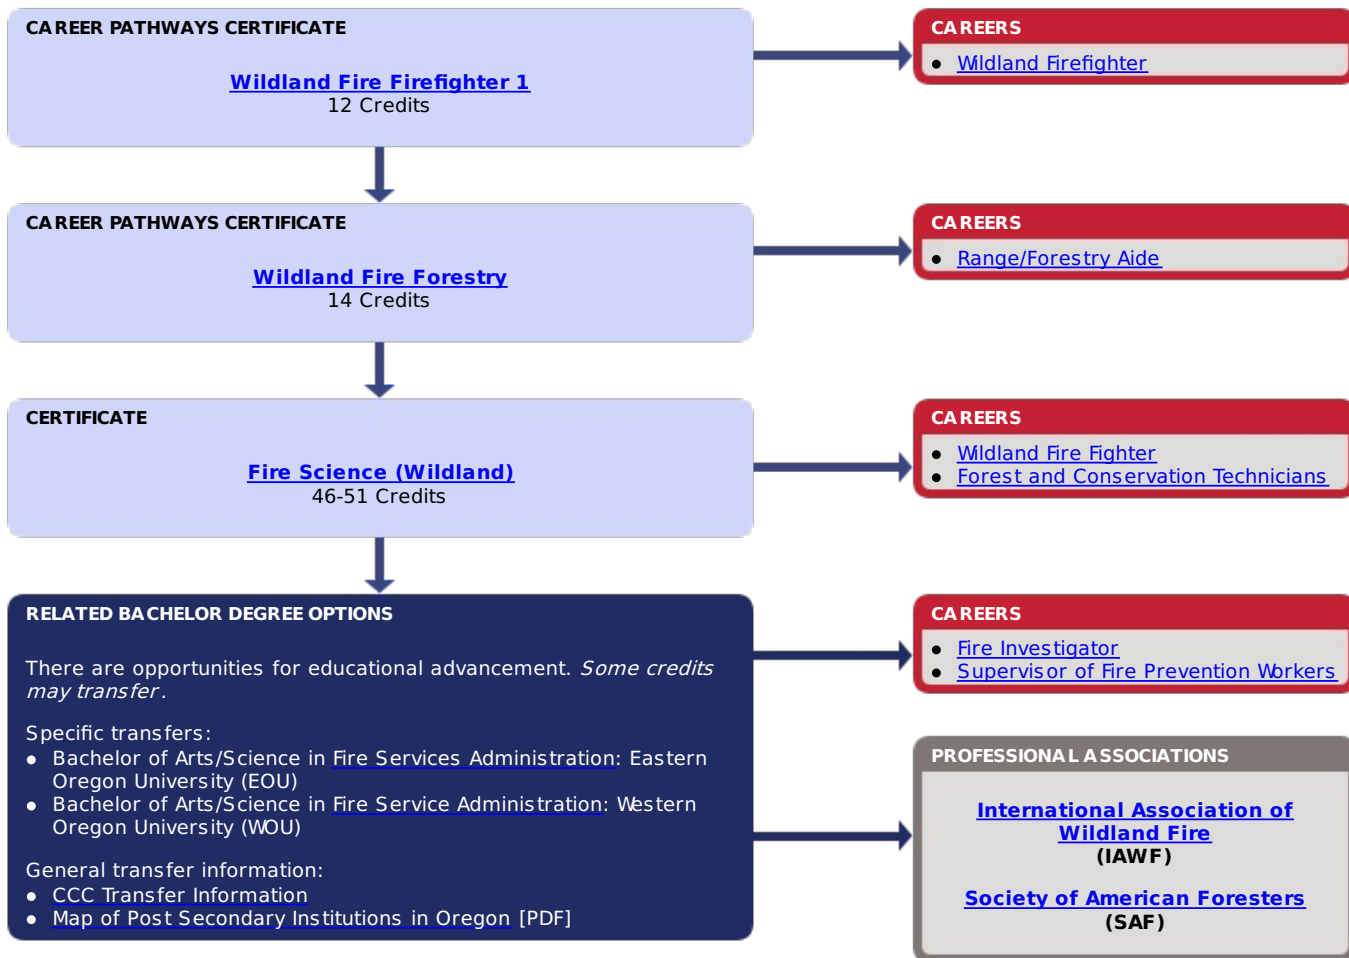 CAREER PATHWAYS CERTIFICATE
Wildland Fire Firefighter 1
12 Credits
CAREERS
● Wildland Firefighter
CAREER PATHWAYS CERTIFICATE
Wildland Fire Forestry
14 Credits
CAREERS
● Range/Forestry Aide
CERTIFICATE
Fire Science (Wildland)
46-51 Credits
CAREERS
● Wildland Fire Fighter
● Forest and Conservation Technicians
RELATED BACHELOR DEGREE OPTIONS
There are opportunities for educational advancement. Some credits
may transfer.
Specific transfers:
● Bachelor of Arts/Science in Fire Services Administration: Eastern
Oregon University (EOU)
● Bachelor of Arts/Science in Fire Service Administration: Western
Oregon University (WOU)
General transfer information:
● CCC Transfer Information
● Map of Post Secondary Institutions in Oregon [PDF]
CAREERS
● Fire Investigator
● Supervisor of Fire Prevention Workers
PROFESSIONAL ASSOCIATIONS
International Association of
Wildland Fire
(IAWF)
Society of American Foresters
(SAF)